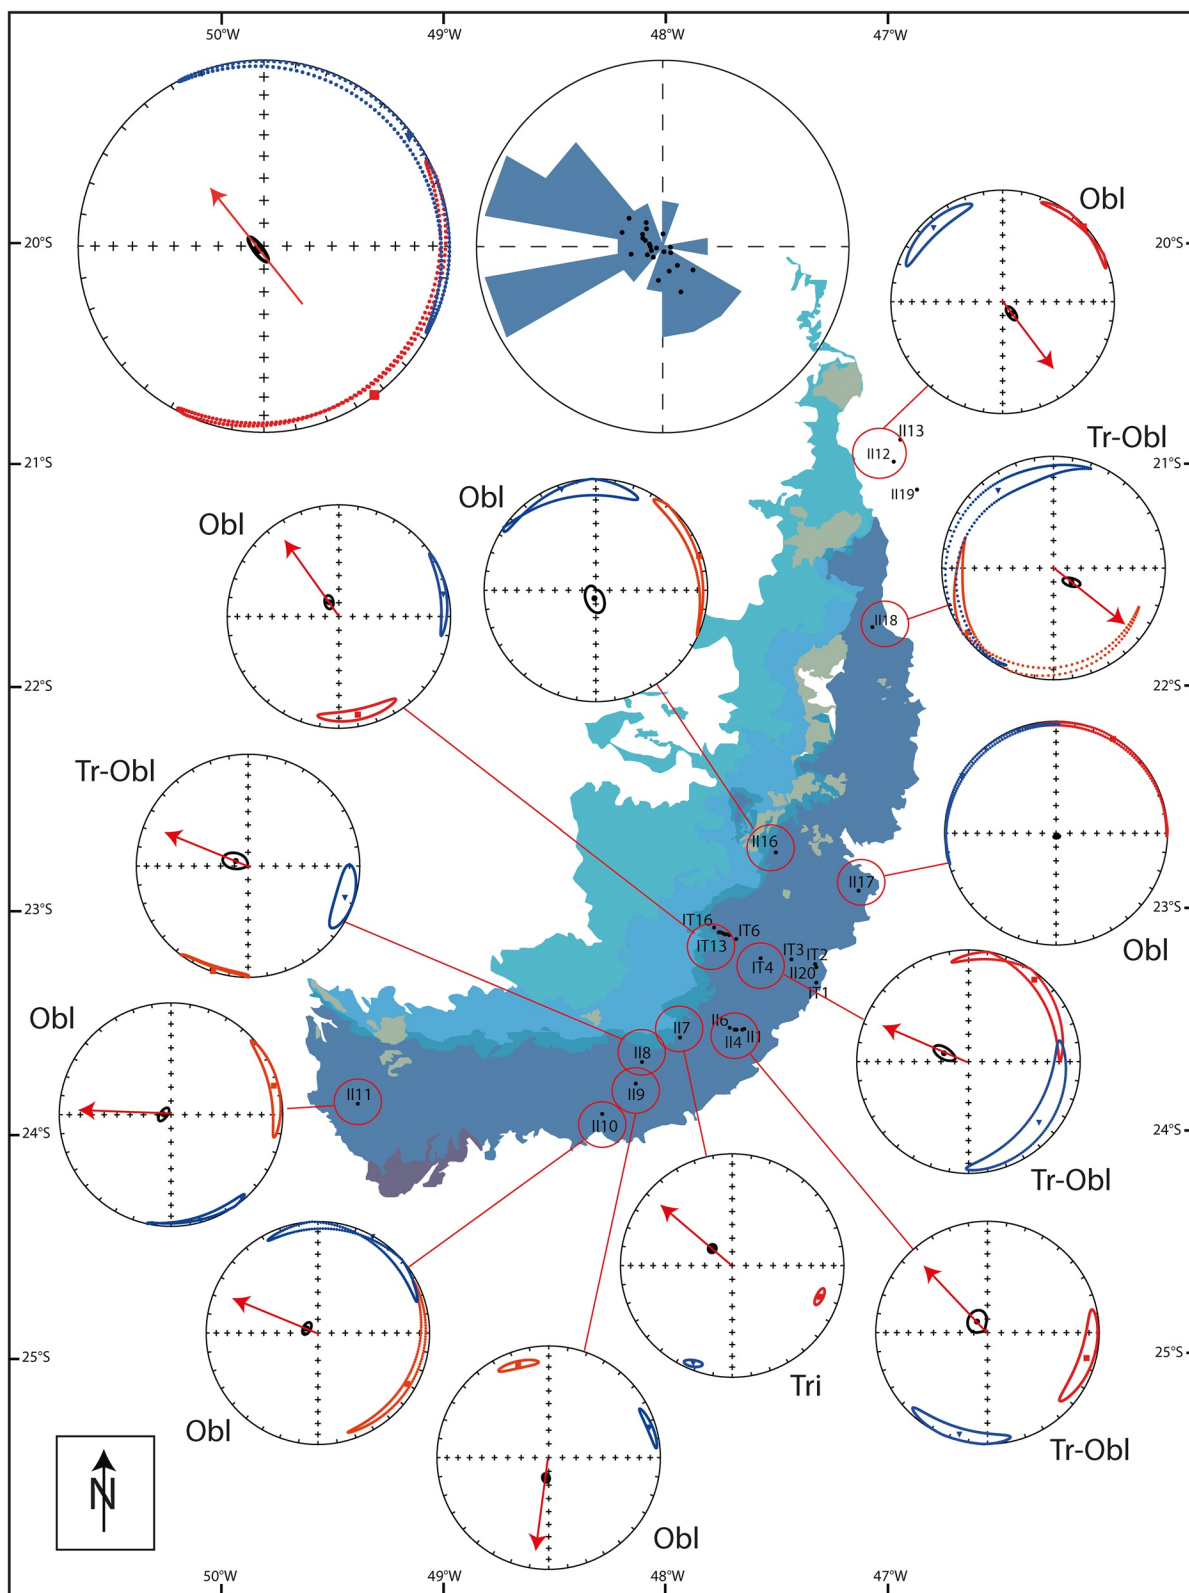 50°W 49°W 48°W 47°W
Obl
20°S 20°S
II13
II12
Tr-Obl
21°S 21°S
II19
Obl
Obl
II18
22°S 22°S
Tr-Obl
II16
II17
23°S 23°S
IT16
IT6
IT13
IT3
IT2
Obl
IT4
II20
IT1
Obl
II7
II6
II4
II1
II8
II11
II9
II10
24°S 24°S
Tr-Obl
25°S 25°S
Tri
Obl
Tr-Obl
N
Obl
50°W 49°W 48°W 47°W